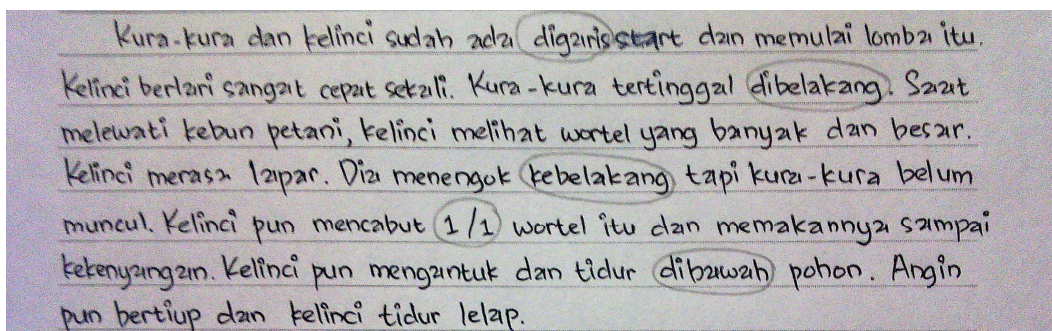 Kura-kura dan kelinci sudah ada digaris start dan memulai lomba itu.
Kelinci berlari sangat cepat sekali. Kura-kura tertinggal dibelakang. Saat
melewati kebun petani, kelinci melihat wortel yang banyak dan besar.
Kelinci merasa lapar. Dia menengok kebelakang tapi kura-kura belum
muncul. Kelinci pun mencabut 1/1 wortel itu dan memakannya sampai
kekenyangan. Kelinci pun mengantuk dan tidur dibawah pohon. Angin
pun bertiup dan kelinci tidur lelap.